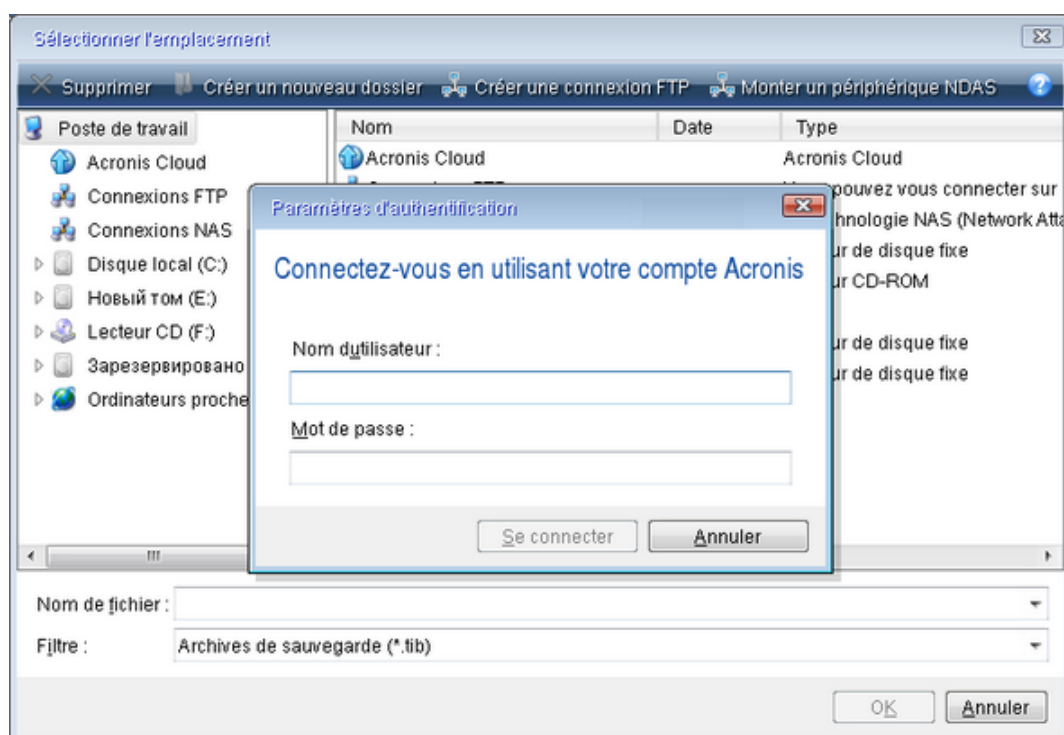 Sélectionner l'emplacement
Supprimer Créer un nouveau dossier Créer une connexion FTP Monter un périphérique NDAS
Poste de travail
Acronis Cloud
Connexions FTP
Connexions NAS
Disque local (C:)
Новый том (E:)
Lecteur CD (F:)
Зарезервировано
Ordinateurs proche
Nom Date Type
Acronis Cloud Acronis Cloud
pouvez vous connecter sur
hnologie NAS (Network Atta
ur de disque fixe
ur CD-ROM
ur de disque fixe
ur de disque fixe
Paramètres d'authentification
Connectez-vous en utilisant votre compte Acronis
Nom dutilisateur :
Mot de passe :
Se connecter Annuler
Nom de fichier :
Filtre : Archives de sauvegarde (*.tib)
OK Annuler